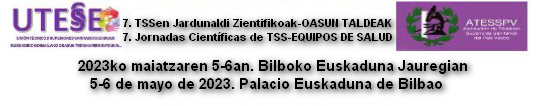 UTESE
7. TSSen Jardunaldi Zientifikoak-OASUN TALDEAK
7. Jornadas Científicas de TSS-EQUIPOS DE SALUD
ATESSPV
2023ko maiatzaren 5-6an. Bilboko Euskaduna Jauregian
5-6 de mayo de 2023. Palacio Euskaduna de Bilbao